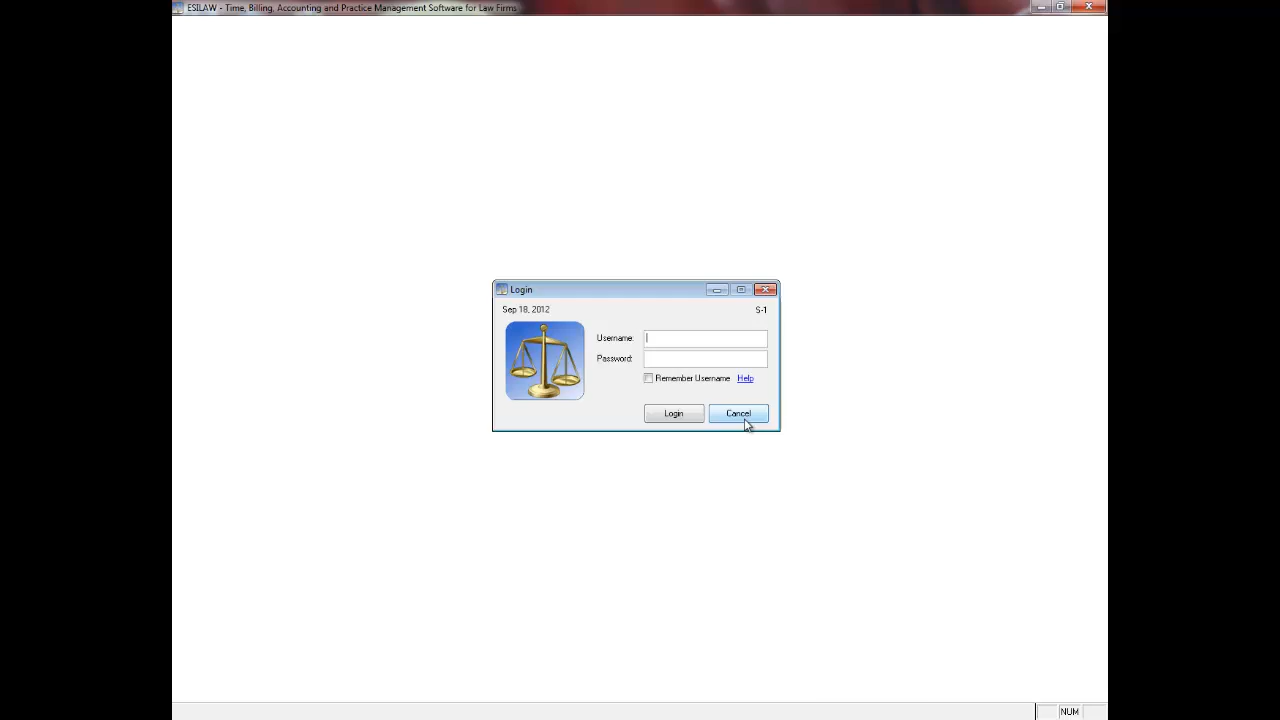 ESILAW - Time, Billing, Accounting and Practice Management Software for Law Firms
Login
Sep 18, 2012 S-1
Username:
Password:
Remember Username Help
Login Cancel
NUM